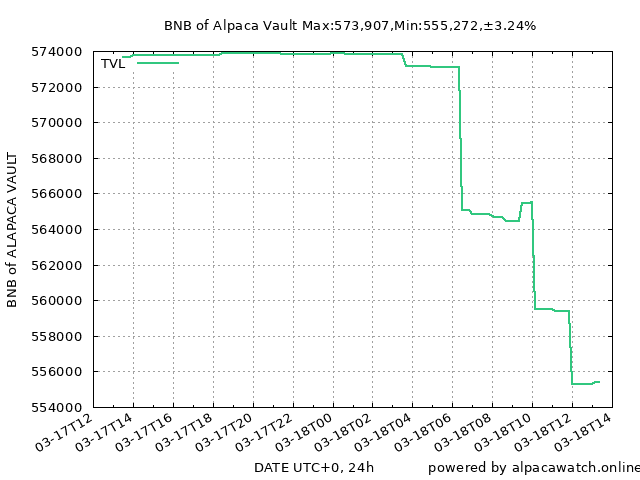 BNB of Alpaca Vault Max:573,907,Min:555,272,±3.24%
574000
TVL
572000
570000
568000
566000
564000
562000
560000
558000
556000
554000
BNB of ALAPACA VAULT
03-17T12
03-17T14
03-17T16
03-17T18
03-17T20
03-17T22
03-18T00
03-18T02
03-18T04
03-18T06
03-18T08
03-18T10
03-18T12
03-18T14
DATE UTC+0, 24h
powered by alpacawatch.online